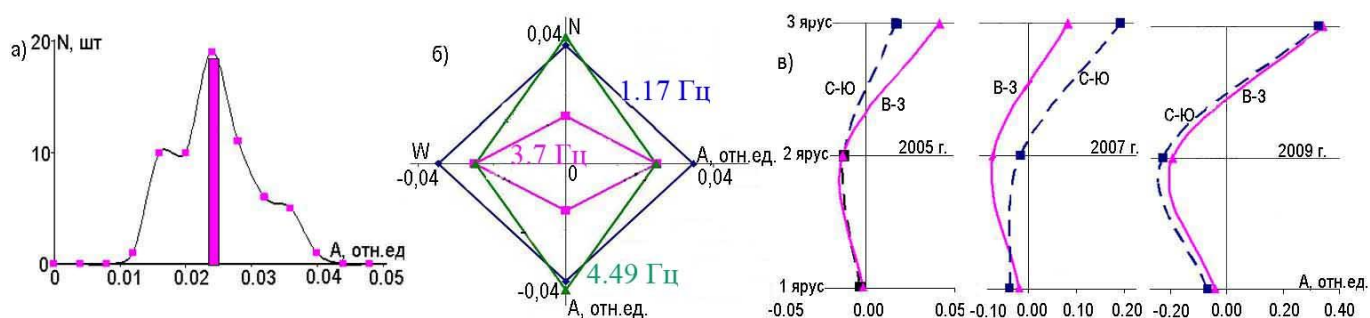 а)
20 N, шт
10
0
А, отн.ед
0 0.01 0.02 0.03 0.04 0.05
б)
N
0,04
1.17 Гц
W
3.7 Гц
А, отн.ед.
-0,04
0
0,04
4.49 Гц
-0,04
А, отн.ед.
в)
3 ярус
С-Ю
В-З
2 ярус
2005 г.
1 ярус
-0.05 0.00 0.05
В-З
С-Ю
2007 г.
-0.10 0.00 0.10 0.20
С-Ю
В-З
2009 г.
А, отн.ед.
-0.20 0.00 0.20 0.40